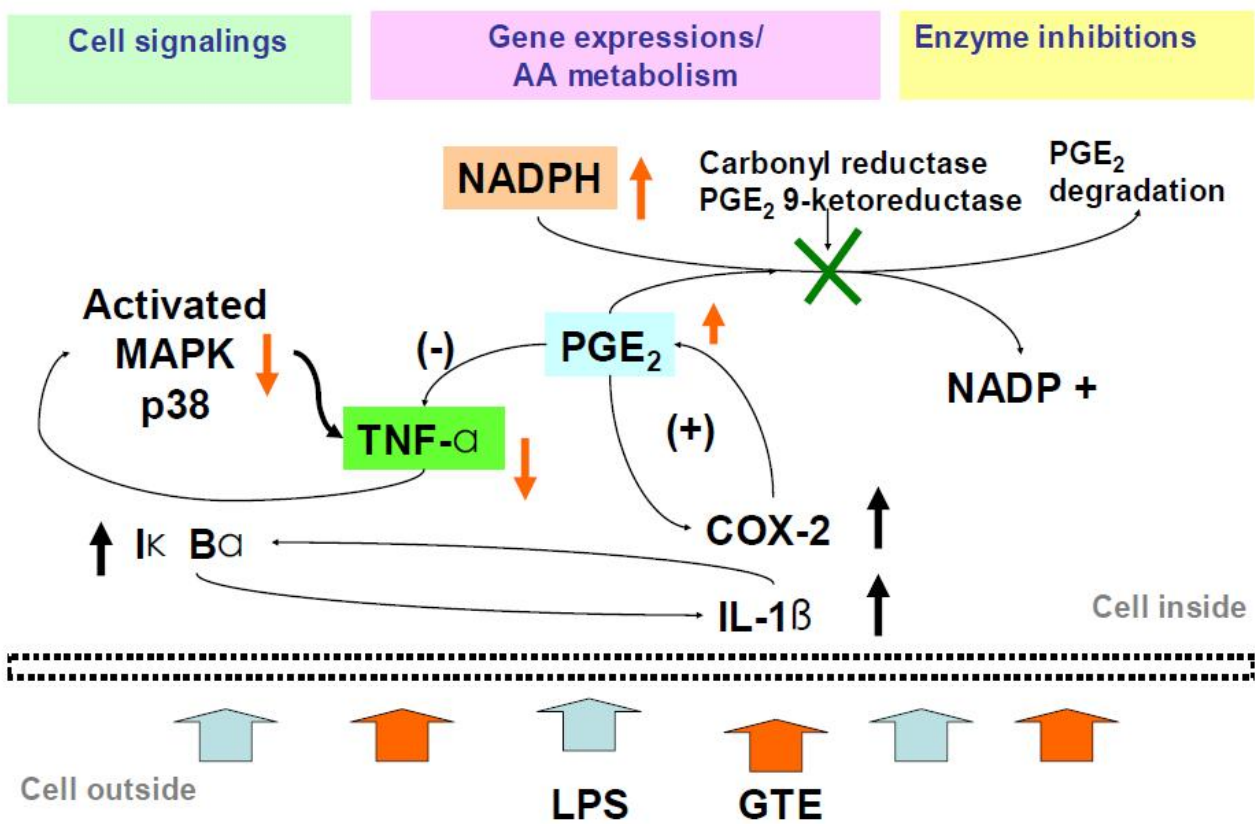 Cell signalings
Gene expressions/
AA metabolism
Enzyme inhibitions
NADPH
Carbonyl reductase
PGE₂ 9-ketoreductase
PGE₂
degradation
Activated
MAPK
p38
(-)
PGE₂
NADP +
TNF-α
(+)
COX-2
Iκ Bα
IL-1ß
Cell inside
Cell outside
LPS
GTE